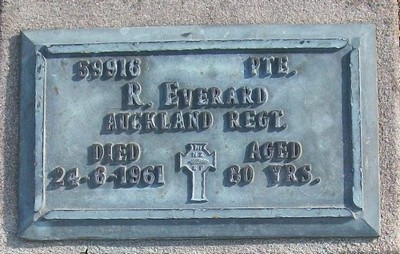 59916 PTE.
R. EVERARD
AUCKLAND REGT.
DIED AGED
24-6-1961 80 YRS.